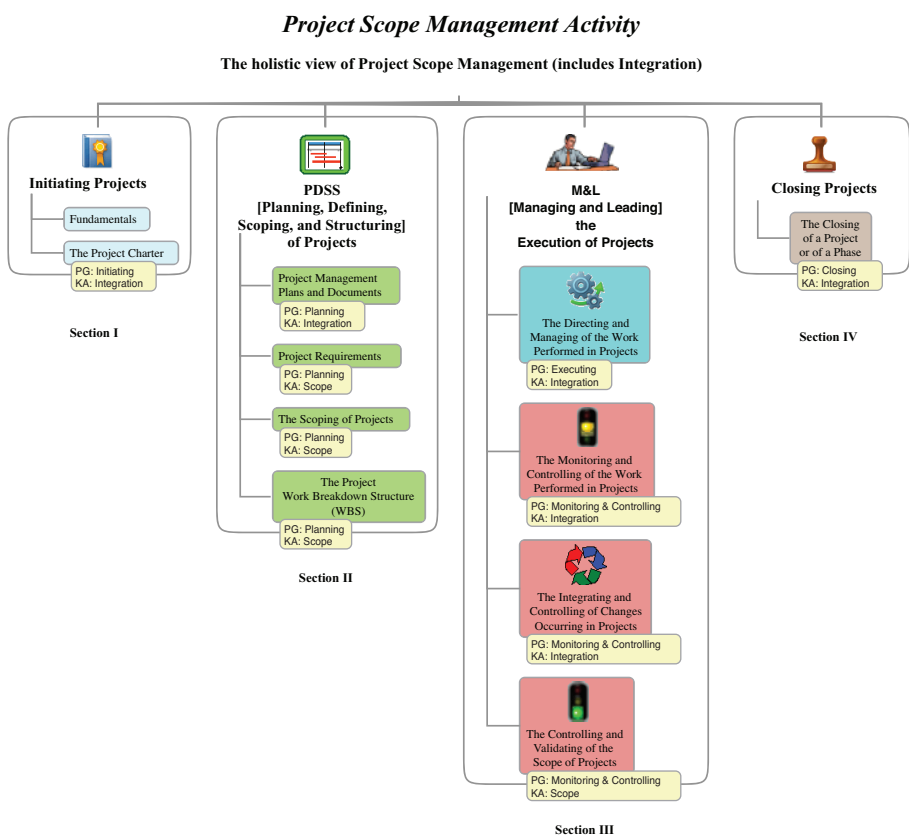 Project Scope Management Activity
The holistic view of Project Scope Management (includes Integration)
Initiating Projects
Fundamentals
The Project Charter
PG: Initiating
KA: Integration
Section I
PDSS
[Planning, Defining,
Scoping, and Structuring]
of Projects
Project Management
Plans and Documents
PG: Planning
KA: Integration
Project Requirements
PG: Planning
KA: Scope
The Scoping of Projects
PG: Planning
KA: Scope
The Project
Work Breakdown Structure
(WBS)
PG: Planning
KA: Scope
Section II
M&L
[Managing and Leading]
the
Execution of Projects
The Directing and
Managing of the Work
Performed in Projects
PG: Executing
KA: Integration
The Monitoring and
Controlling of the Work
Performed in Projects
PG: Monitoring & Controlling
KA: Integration
The Integrating and
Controlling of Changes
Occurring in Projects
PG: Monitoring & Controlling
KA: Integration
The Controlling and
Validating of the
Scope of Projects
PG: Monitoring & Controlling
KA: Scope
Section III
Closing Projects
The Closing
of a Project
or of a Phase
PG: Closing
KA: Integration
Section IV